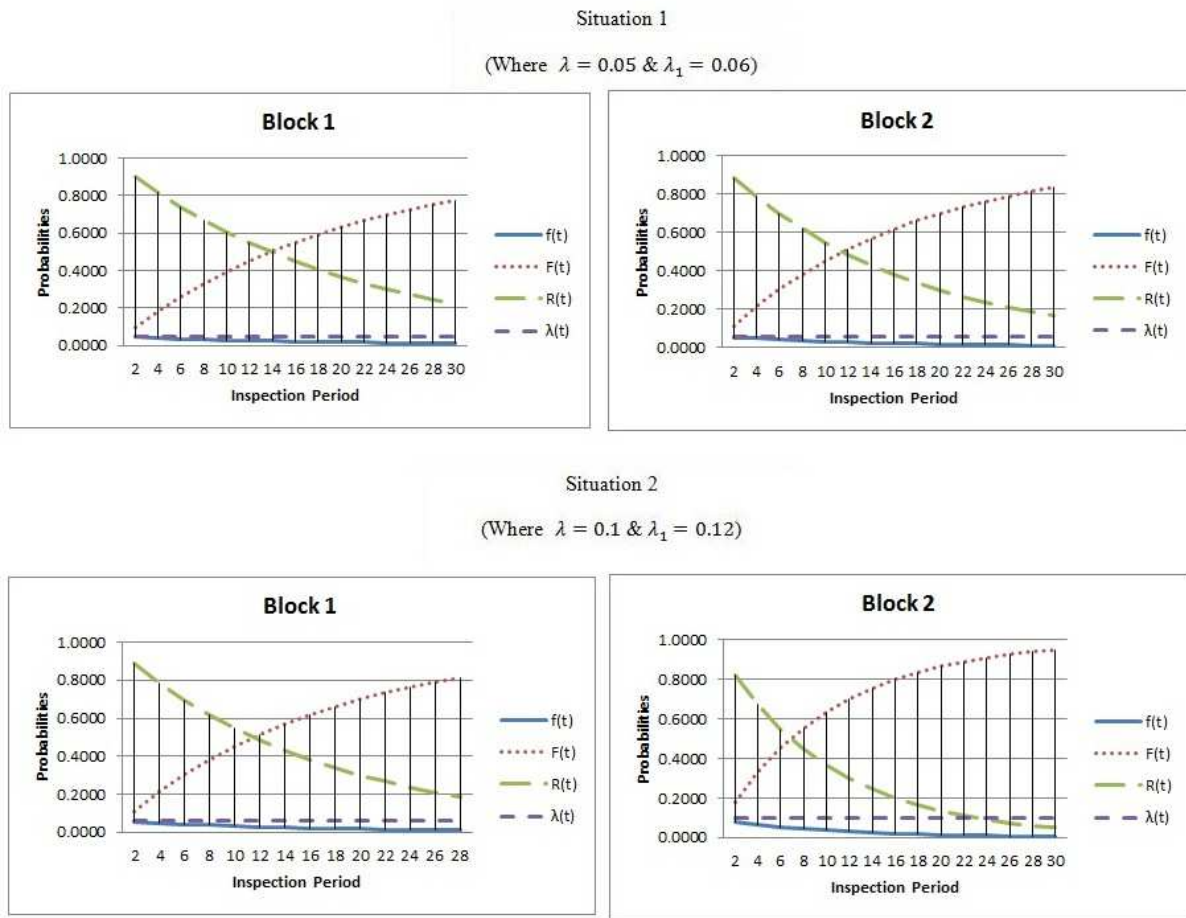 Situation 1
(Where λ = 0.05 & λ₁ = 0.06)
Block 1
1.0000
0.8000
0.6000
0.4000
0.2000
0.0000
Probabilities
2 4 6 8 10 12 14 16 18 20 22 24 26 28 30
Inspection Period
f(t)
F(t)
R(t)
λ(t)
Block 2
1.0000
0.8000
0.6000
0.4000
0.2000
0.0000
Probabilities
2 4 6 8 10 12 14 16 18 20 22 24 26 28 30
Inspection Period
f(t)
F(t)
R(t)
λ(t)
Situation 2
(Where λ = 0.1 & λ₁ = 0.12)
Block 1
1.0000
0.8000
0.6000
0.4000
0.2000
0.0000
Probabilities
2 4 6 8 10 12 14 16 18 20 22 24 26 28
Inspection Period
f(t)
F(t)
R(t)
λ(t)
Block 2
1.0000
0.8000
0.6000
0.4000
0.2000
0.0000
Probabilities
2 4 6 8 10 12 14 16 18 20 22 24 26 28 30
Inspection Period
f(t)
F(t)
R(t)
λ(t)